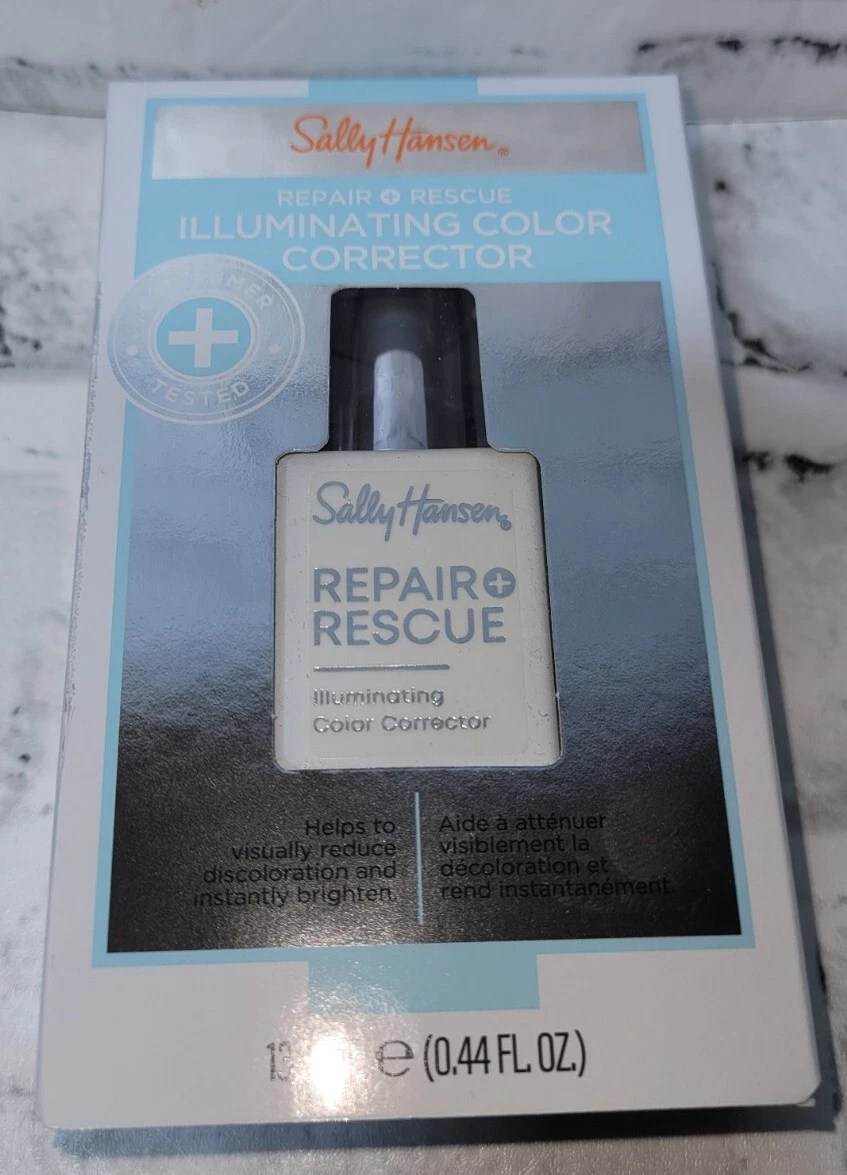 Sally Hansen®
REPAIR + RESCUE
ILLUMINATING COLOR
CORRECTOR
TESTED
Sally Hansen®
REPAIR+
RESCUE
Illuminating
Color Corrector
Helps to
visually reduce
discoloration and
instantly brighten.
Aide à atténuer
visiblement la
décoloration et
rend instantanément.
e (0.44 FL. OZ.)